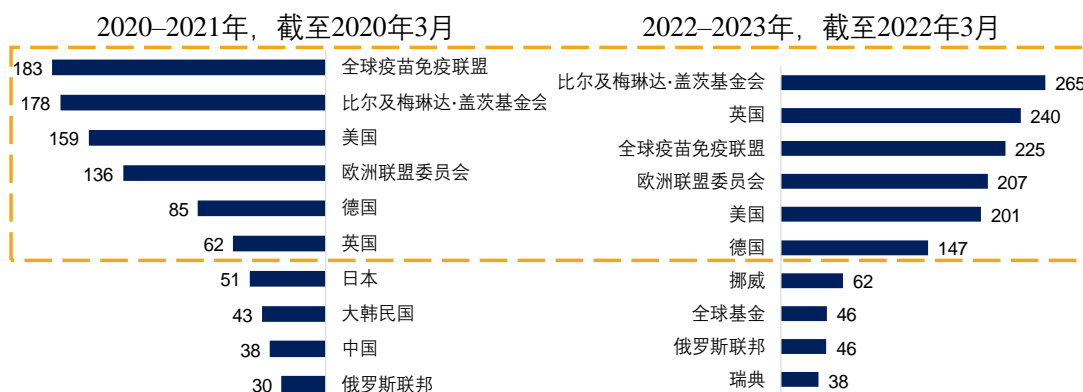 2020–2021年，截至2020年3月
183 全球疫苗免疫联盟
178 比尔及梅琳达·盖茨基金会
159 美国
136 欧洲联盟委员会
85 德国
62 英国
51 日本
43 大韩民国
38 中国
30 俄罗斯联邦
2022–2023年，截至2022年3月
比尔及梅琳达·盖茨基金会 265
英国 240
全球疫苗免疫联盟 225
欧洲联盟委员会 207
美国 201
德国 147
挪威 62
全球基金 46
俄罗斯联邦 46
瑞典 38